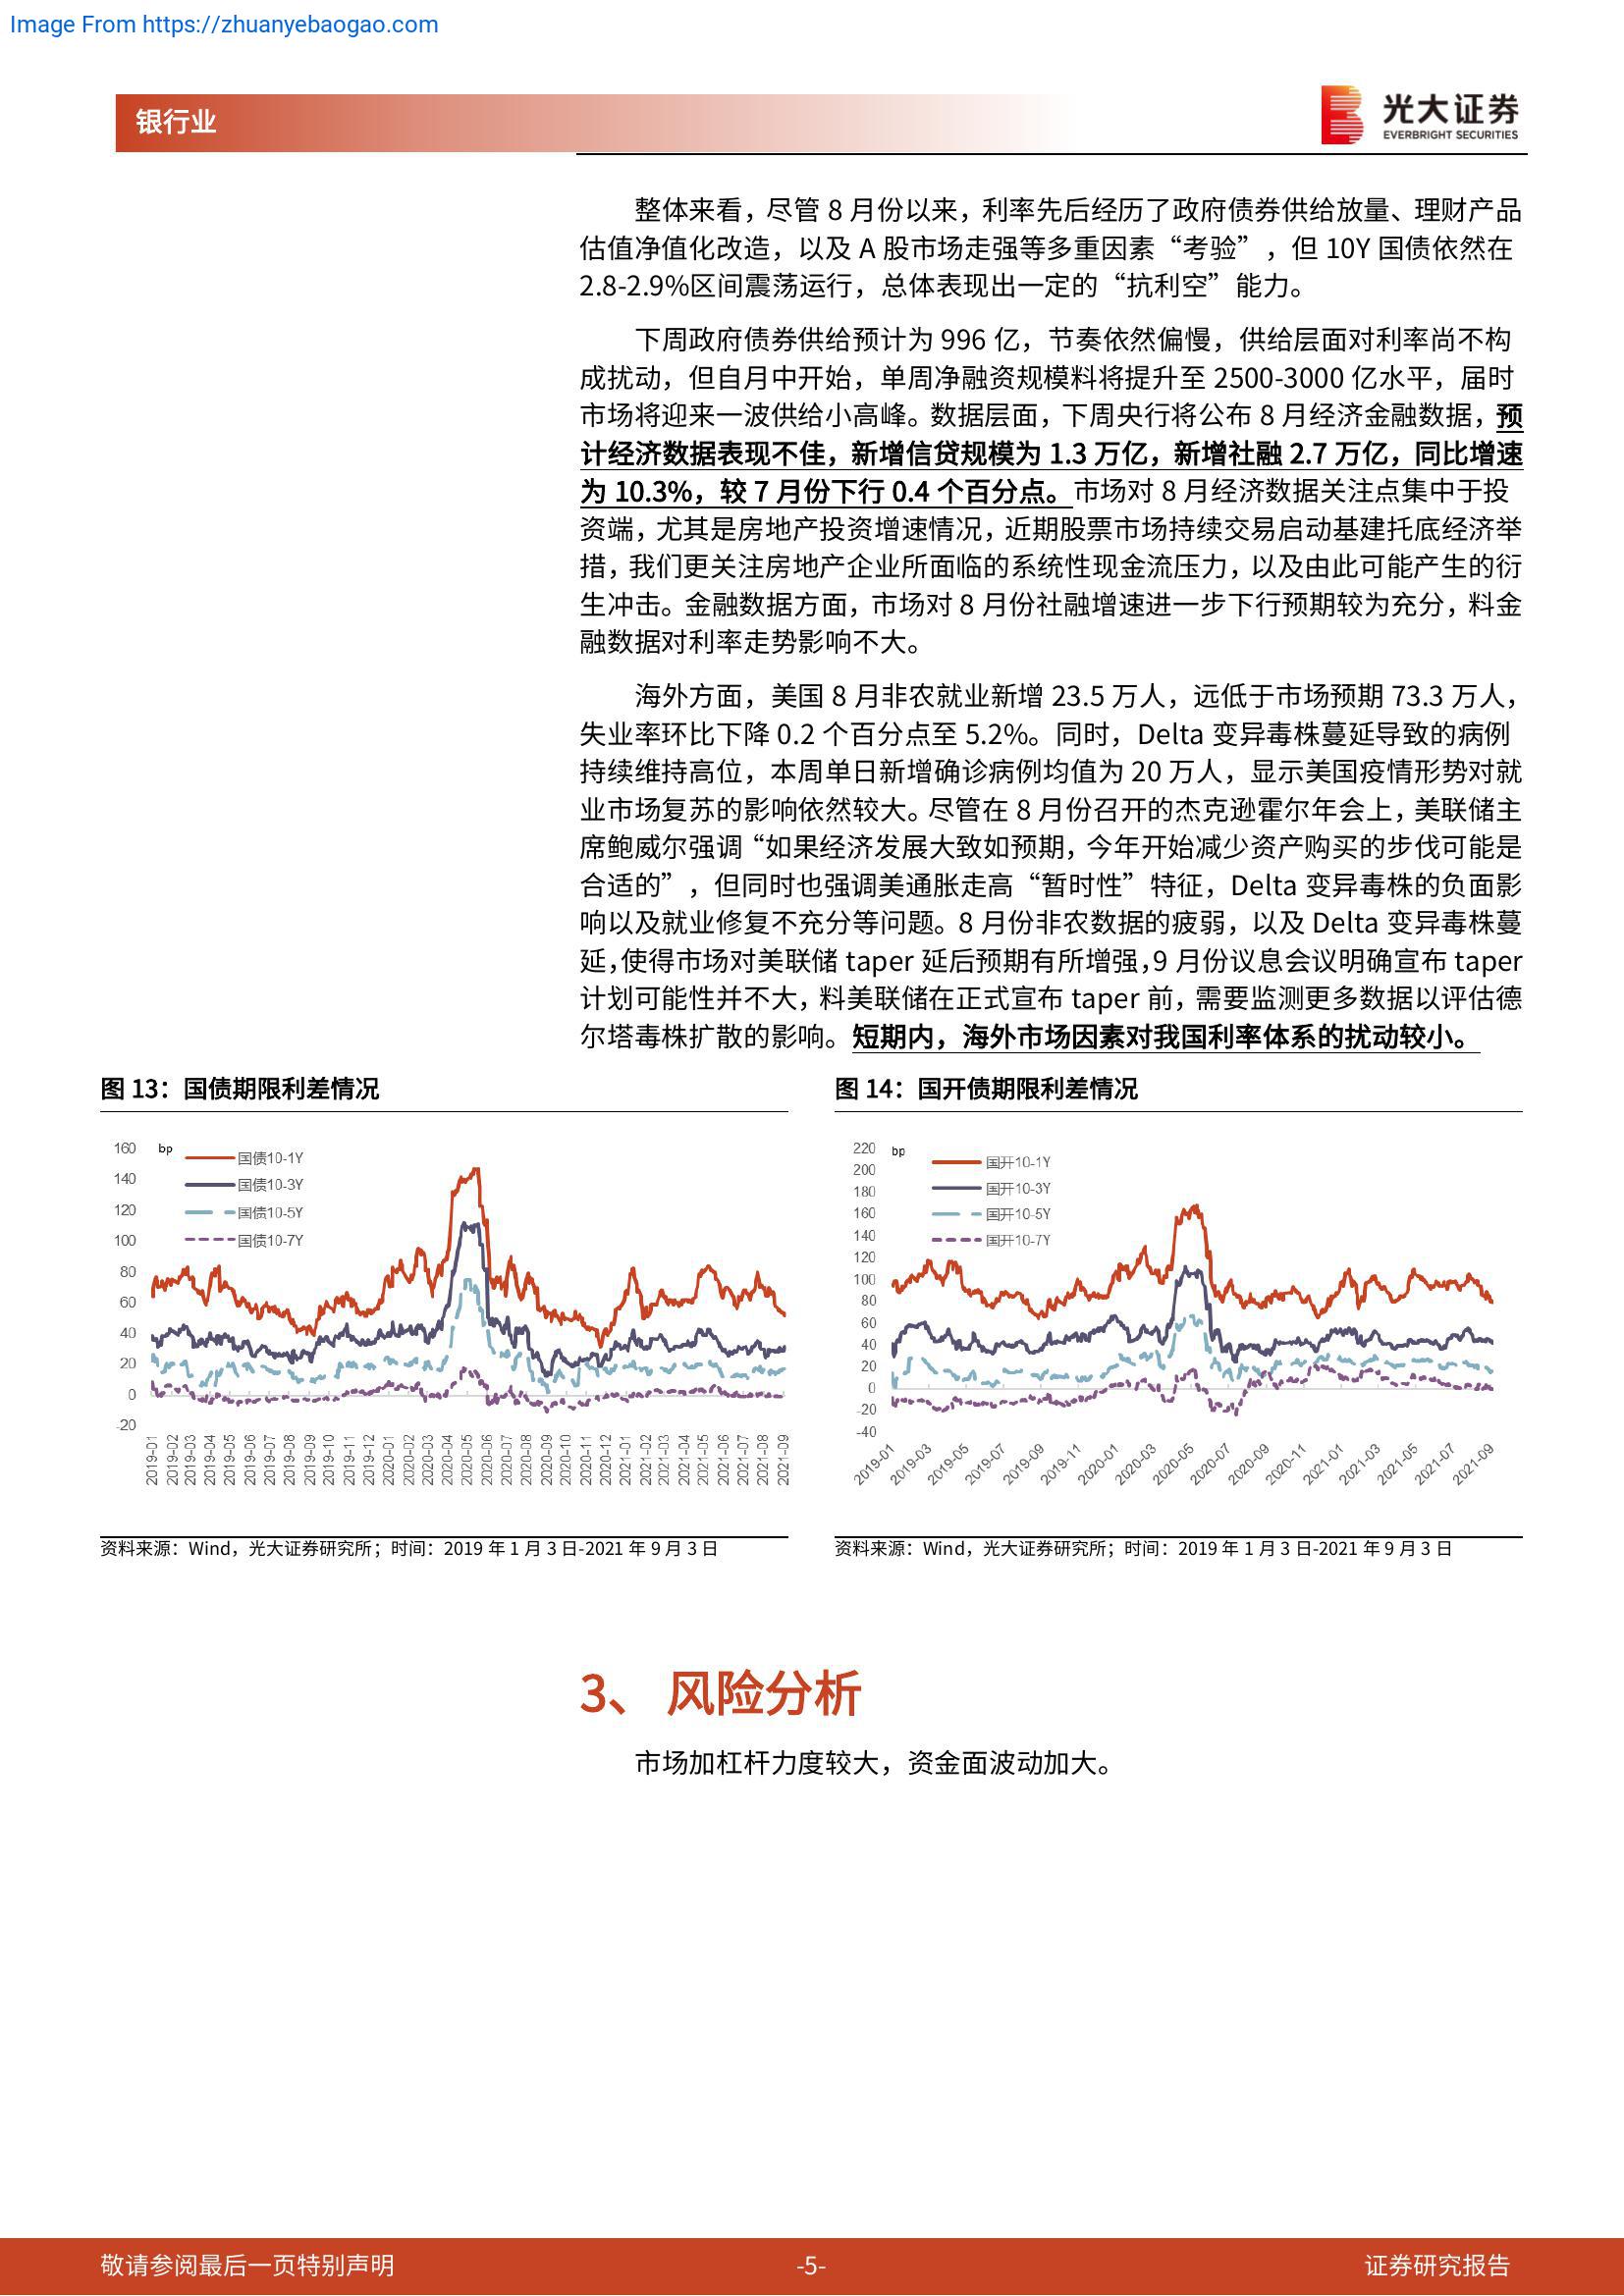 Image From https://zhuanyebaogao.com
银行业
光大证券
EVERBRIGHT SECURITIES
整体来看，尽管 8 月份以来，利率先后经历了政府债券供给放量、理财产品
估值净值化改造，以及 A 股市场走强等多重因素“考验”，但 10Y 国债依然在
2.8-2.9%区间震荡运行，总体表现出一定的“抗利空”能力。
下周政府债券供给预计为 996 亿，节奏依然偏慢，供给层面对利率尚不构
成扰动，但自月中开始，单周净融资规模料将提升至 2500-3000 亿水平，届时
市场将迎来一波供给小高峰。数据层面，下周央行将公布 8 月经济金融数据，预
计经济数据表现不佳，新增信贷规模为 1.3 万亿，新增社融 2.7 万亿，同比增速
为 10.3%，较 7 月份下行 0.4 个百分点。市场对 8 月经济数据关注点集中于投
资端，尤其是房地产投资增速情况，近期股票市场持续交易启动基建托底经济举
措，我们更关注房地产企业所面临的系统性现金流压力，以及由此可能产生的衍
生冲击。金融数据方面，市场对 8 月份社融增速进一步下行预期较为充分，料金
融数据对利率走势影响不大。
海外方面，美国 8 月非农就业新增 23.5 万人，远低于市场预期 73.3 万人，
失业率环比下降 0.2 个百分点至 5.2%。同时，Delta 变异毒株蔓延导致的病例
持续维持高位，本周单日新增确诊病例均值为 20 万人，显示美国疫情形势对就
业市场复苏的影响依然较大。尽管在 8 月份召开的杰克逊霍尔年会上，美联储主
席鲍威尔强调“如果经济发展大致如预期，今年开始减少资产购买的步伐可能是
合适的”，但同时也强调美通胀走高“暂时性”特征，Delta 变异毒株的负面影
响以及就业修复不充分等问题。8 月份非农数据的疲弱，以及 Delta 变异毒株蔓
延，使得市场对美联储 taper 延后预期有所增强，9 月份议息会议明确宣布 taper
计划可能性并不大，料美联储在正式宣布 taper 前，需要监测更多数据以评估德
尔塔毒株扩散的影响。短期内，海外市场因素对我国利率体系的扰动较小。
图 13：国债期限利差情况
160
140
120
100
80
60
40
20
0
-20
bp
国债10-1Y
国债10-3Y
国债10-5Y
国债10-7Y
2019-01
2019-02
2019-03
2019-04
2019-05
2019-06
2019-07
2019-08
2019-09
2019-10
2019-11
2019-12
2020-01
2020-02
2020-03
2020-04
2020-05
2020-06
2020-07
2020-08
2020-09
2020-10
2020-11
2020-12
2021-01
2021-02
2021-03
2021-04
2021-05
2021-06
2021-07
2021-08
2021-09
资料来源：Wind，光大证券研究所；时间：2019 年 1 月 3 日-2021 年 9 月 3 日
图 14：国开债期限利差情况
220
200
180
160
140
120
100
80
60
40
20
0
-20
-40
bp
国开10-1Y
国开10-3Y
国开10-5Y
国开10-7Y
2019-01
2019-03
2019-05
2019-07
2019-09
2019-11
2020-01
2020-03
2020-05
2020-07
2020-09
2020-11
2021-01
2021-03
2021-05
2021-07
2021-09
资料来源：Wind，光大证券研究所；时间：2019 年 1 月 3 日-2021 年 9 月 3 日
3、 风险分析
市场加杠杆力度较大，资金面波动加大。
敬请参阅最后一页特别声明
-5-
证券研究报告